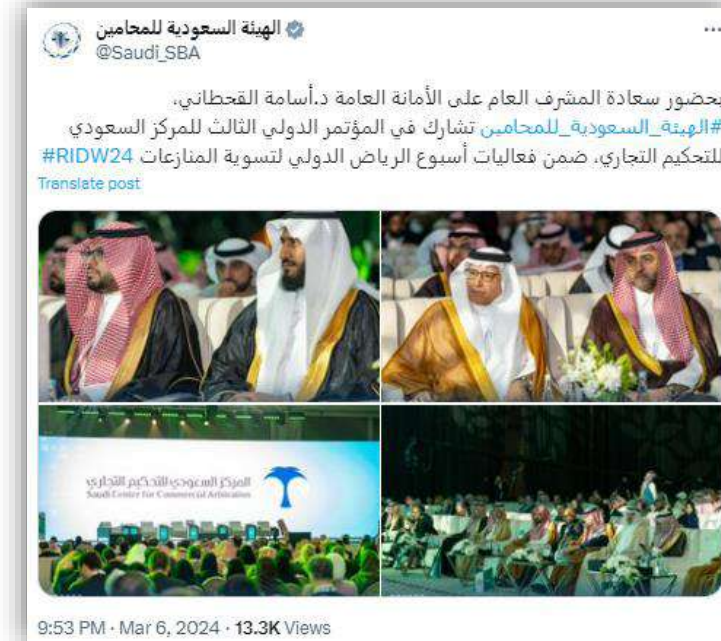 الهيئة السعودية للمحامين
@Saudi_SBA
بحضور سعادة المشرف العام على الأمانة العامة د.أسامة القحطاني،
#الهيئة_السعودية_للمحامين تشارك في المؤتمر الدولي الثالث للمركز السعودي
للتحكيم التجاري، ضمن فعاليات أسبوع الرياض الدولي لتسوية المنازعات #RIDW24
Translate post
المركز السعودي للتحكيم التجاري
Saudi Center for Commercial Arbitration
9:53 PM · Mar 6, 2024 · 13.3K Views